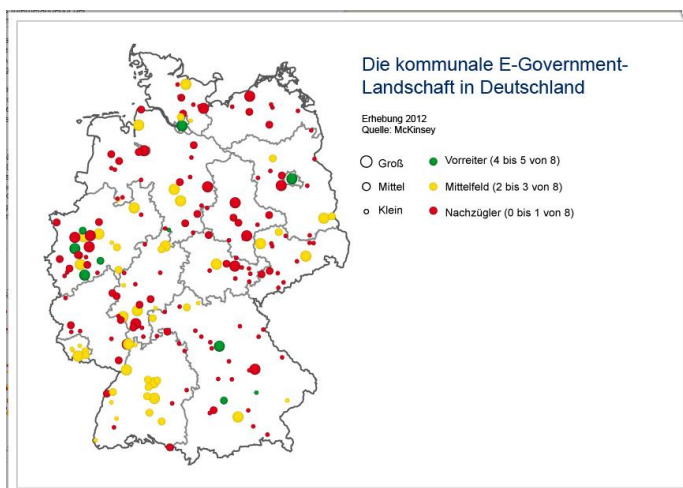 Die kommunale E-Government-
Landschaft in Deutschland
Erhebung 2012
Quelle: McKinsey
Groß
Vorreiter (4 bis 5 von 8)
Mittel
Mittelfeld (2 bis 3 von 8)
Klein
Nachzügler (0 bis 1 von 8)